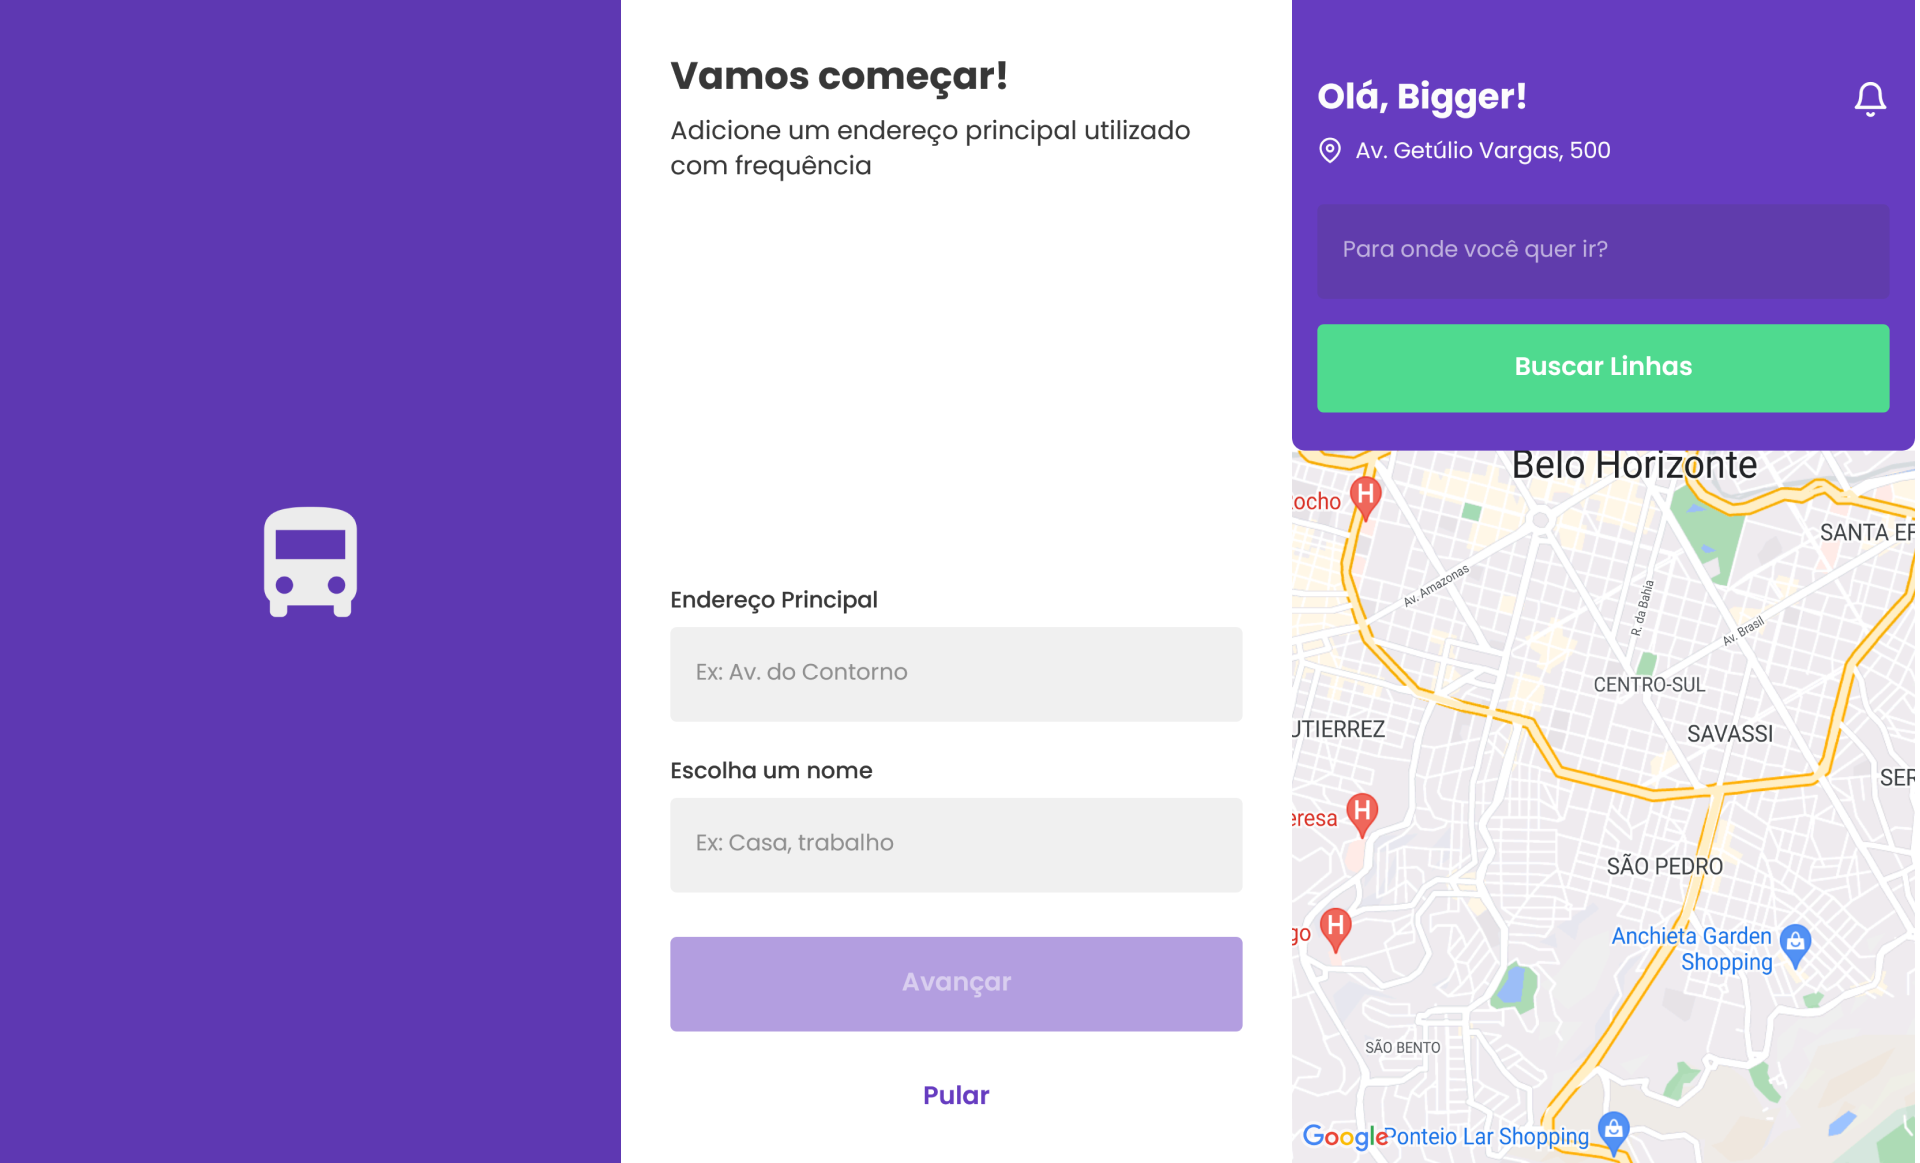 Vamos começar!
Adicione um endereço principal utilizado
com frequência
Endereço Principal
Ex: Av. do Contorno
Escolha um nome
Ex: Casa, trabalho
Avançar
Pular
Olá, Bigger!
Av. Getúlio Vargas, 500
Para onde você quer ir?
Buscar Linhas
Belo Horizonte
ocho
H
SANTA EF
Av. Amazonas
R. da Bahia
Av. Brasil
CENTRO-SUL
UTIERREZ
SAVASSI
SER
eresa
H
SÃO PEDRO
go
H
Anchieta Garden
Shopping
SÃO BENTO
Google
Ponteio Lar Shopping